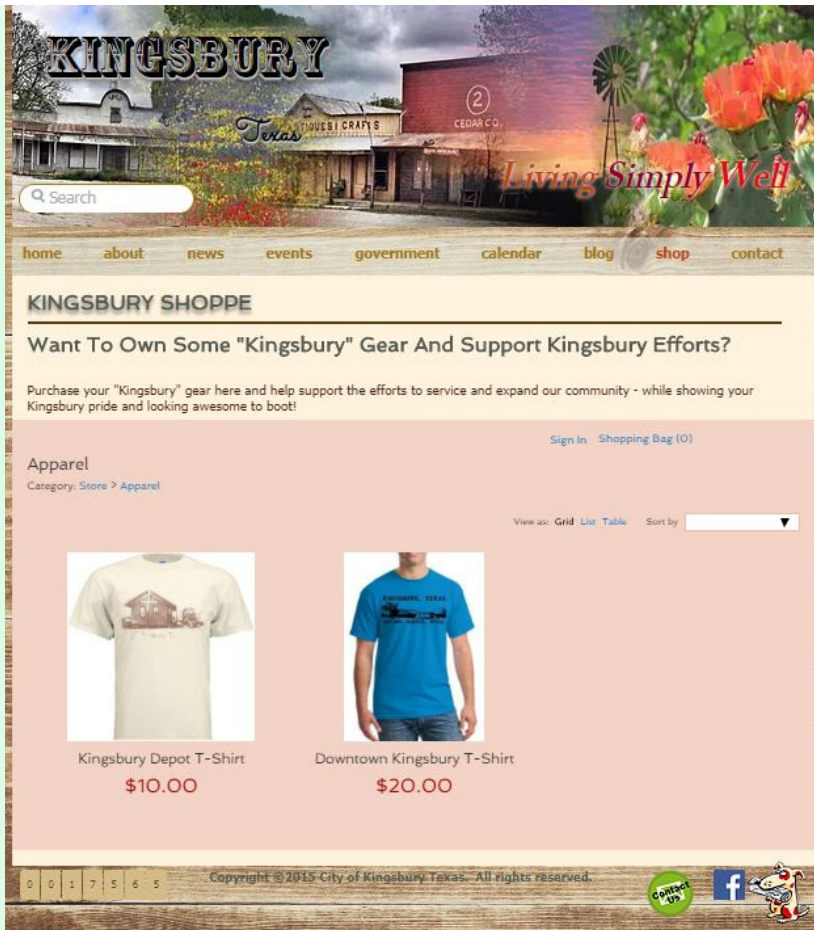 KINGSBURY
Texas
ANTIQUES & CRAFTS
2
CEDAR CO.
Living Simply Well
Search
home about news events government calendar blog shop contact
KINGSBURY SHOPPE
Want To Own Some "Kingsbury" Gear And Support Kingsbury Efforts?
Purchase your "Kingsbury" gear here and help support the efforts to service and expand our community - while showing your
Kingsbury pride and looking awesome to boot!
Sign In Shopping Bag (0)
Apparel
Category: Store > Apparel
View as: Grid List Table Sort by
KINGSBURY, TEXAS
Kingsbury Depot T-Shirt
Downtown Kingsbury T-Shirt
$10.00
$20.00
0 0 1 7 5 6 5
Copyright ©2015 City of Kingsbury Texas. All rights reserved.
Contact
Us
f